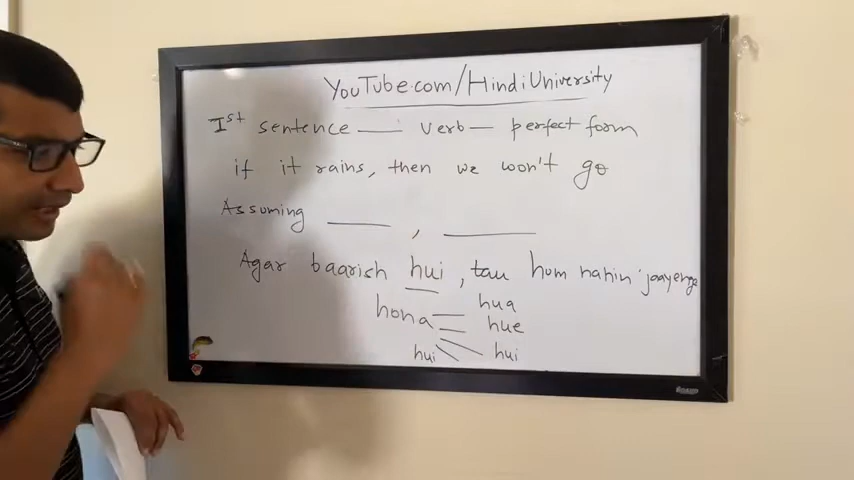 YouTube.com/HindiUniversity
Ist sentence — verb — perfect form
if it rains, then we won't go
Assuming ____ , ____
Agar baarish hui, tau hum nahin jaayenge
hona hua
hue
hui hui